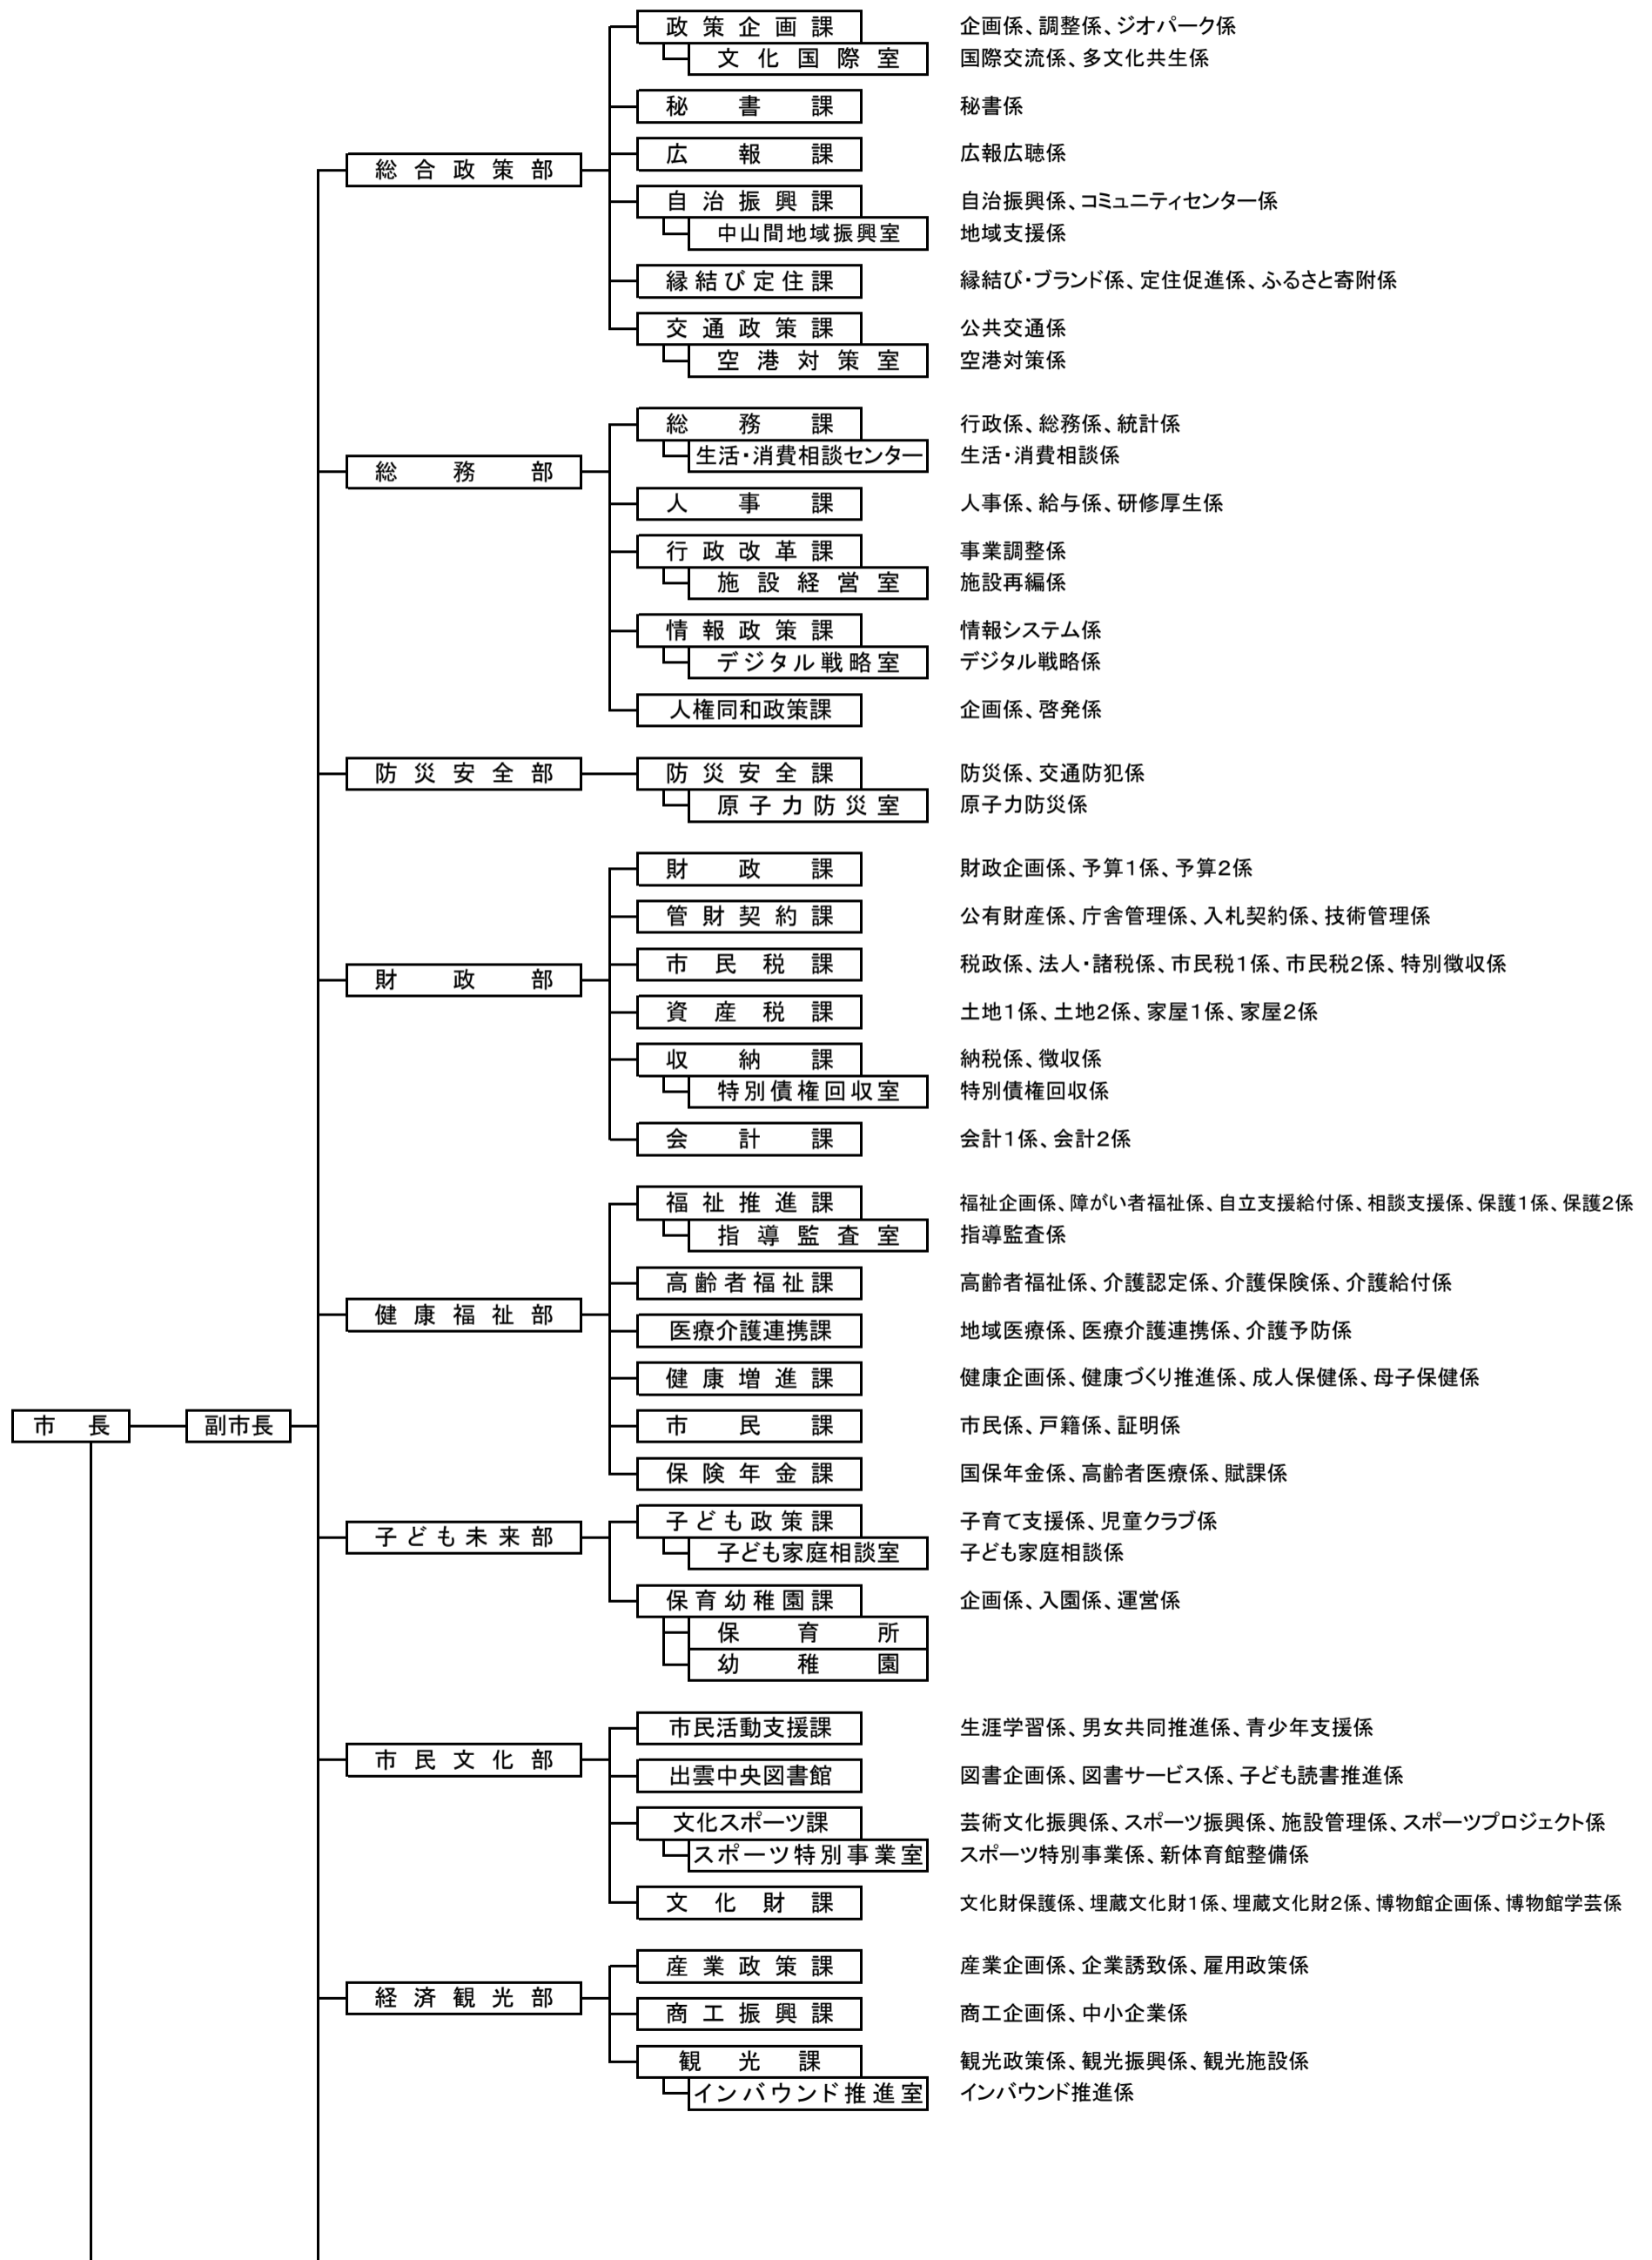 政策企画課 企画係、調整係、ジオパーク係
文化国際室 国際交流係、多文化共生係
秘書課 秘書係
広報課 広報広聴係
総合政策部
自治振興課 自治振興係、コミュニティセンター係
中山間地域振興室 地域支援係
縁結び定住課 縁結び・ブランド係、定住促進係、ふるさと寄附係
交通政策課 公共交通係
空港対策室 空港対策係
総務課 行政係、総務係、統計係
生活・消費相談センター 生活・消費相談係
総務部
人事課 人事係、給与係、研修厚生係
行政改革課 事業調整係
施設経営室 施設再編係
情報政策課 情報システム係
デジタル戦略室 デジタル戦略係
人権同和政策課 企画係、啓発係
防災安全部 防災安全課 防災係、交通防犯係
原子力防災室 原子力防災係
財政課 財政企画係、予算1係、予算2係
管財契約課 公有財産係、庁舎管理係、入札契約係、技術管理係
市民税課 税政係、法人・諸税係、市民税1係、市民税2係、特別徴収係
財政部
資産税課 土地1係、土地2係、家屋1係、家屋2係
収納課 納税係、徴収係
特別債権回収室 特別債権回収係
会計課 会計1係、会計2係
福祉推進課 福祉企画係、障がい者福祉係、自立支援給付係、相談支援係、保護1係、保護2係
指導監査室 指導監査係
高齢者福祉課 高齢者福祉係、介護認定係、介護保険係、介護給付係
健康福祉部
医療介護連携課 地域医療係、医療介護連携係、介護予防係
健康増進課 健康企画係、健康づくり推進係、成人保健係、母子保健係
市長 副市長 市民課 市民係、戸籍係、証明係
保険年金課 国保年金係、高齢者医療係、賦課係
子ども政策課 子育て支援係、児童クラブ係
子ども未来部
子ども家庭相談室 子ども家庭相談係
保育幼稚園課 企画係、入園係、運営係
保育所
幼稚園
市民活動支援課 生涯学習係、男女共同推進係、青少年支援係
市民文化部
出雲中央図書館 図書企画係、図書サービス係、子ども読書推進係
文化スポーツ課 芸術文化振興係、スポーツ振興係、施設管理係、スポーツプロジェクト係
スポーツ特別事業室 スポーツ特別事業係、新体育館整備係
文化財課 文化財保護係、埋蔵文化財1係、埋蔵文化財2係、博物館企画係、博物館学芸係
産業政策課 産業企画係、企業誘致係、雇用政策係
経済観光部
商工振興課 商工企画係、中小企業係
観光課 観光政策係、観光振興係、観光施設係
インバウンド推進室 インバウンド推進係